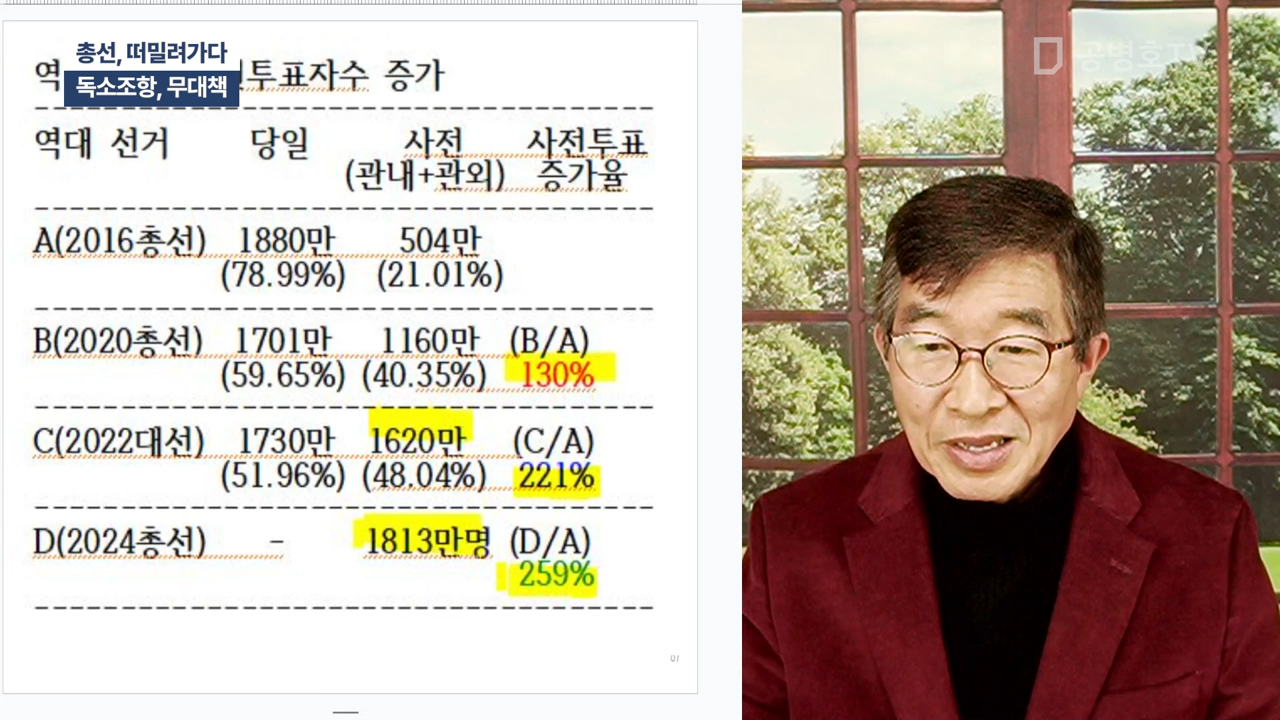 총선, 떠밀려가다
독소조항, 무대책
역 투표자수 증가
역대 선거 당일 사전 사전투표
(관내+관외) 증가율
A(2016총선) 1880만 504만
(78.99%) (21.01%)
B(2020총선) 1701만 1160만 (B/A)
(59.65%) (40.35%) 130%
C(2022대선) 1730만 1620만 (C/A)
(51.96%) (48.04%) 221%
D(2024총선) - 1813만명 (D/A)
259%
공병호TV